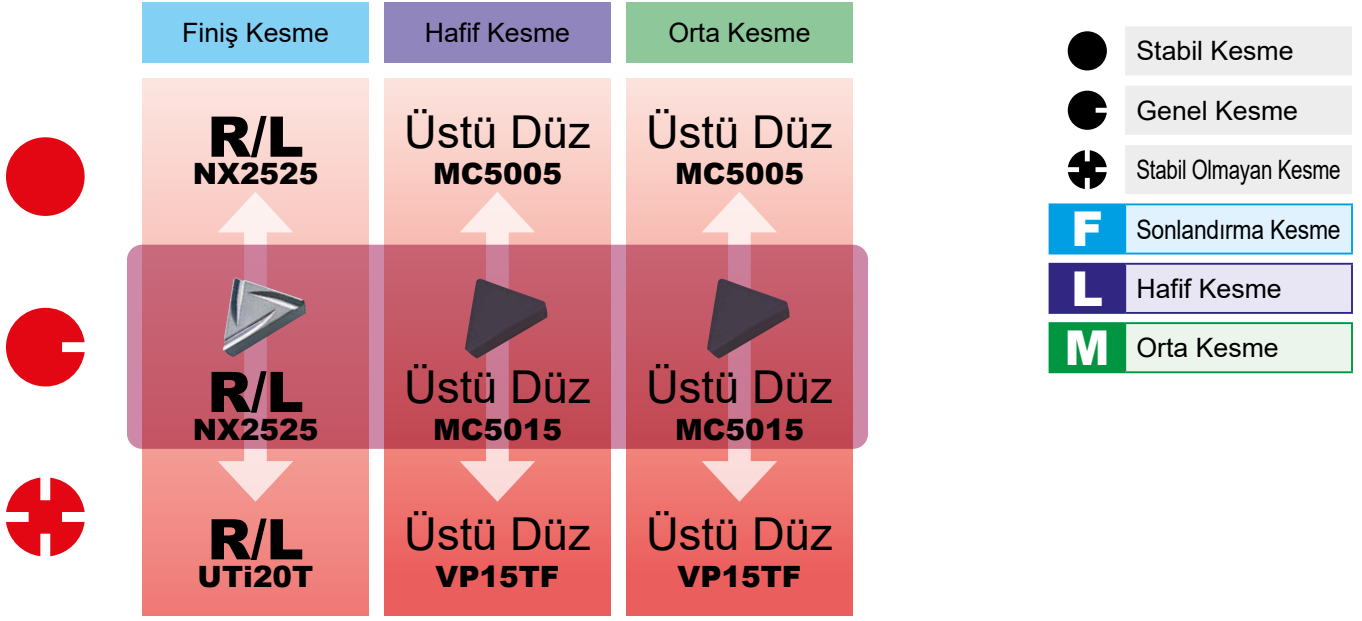 Finiş Kesme
Hafif Kesme
Orta Kesme
R/L
NX2525
Üstü Düz
MC5005
Üstü Düz
MC5005
R/L
NX2525
Üstü Düz
MC5015
Üstü Düz
MC5015
R/L
UTi20T
Üstü Düz
VP15TF
Üstü Düz
VP15TF
Stabil Kesme
Genel Kesme
Stabil Olmayan Kesme
F Sonlandırma Kesme
L Hafif Kesme
M Orta Kesme